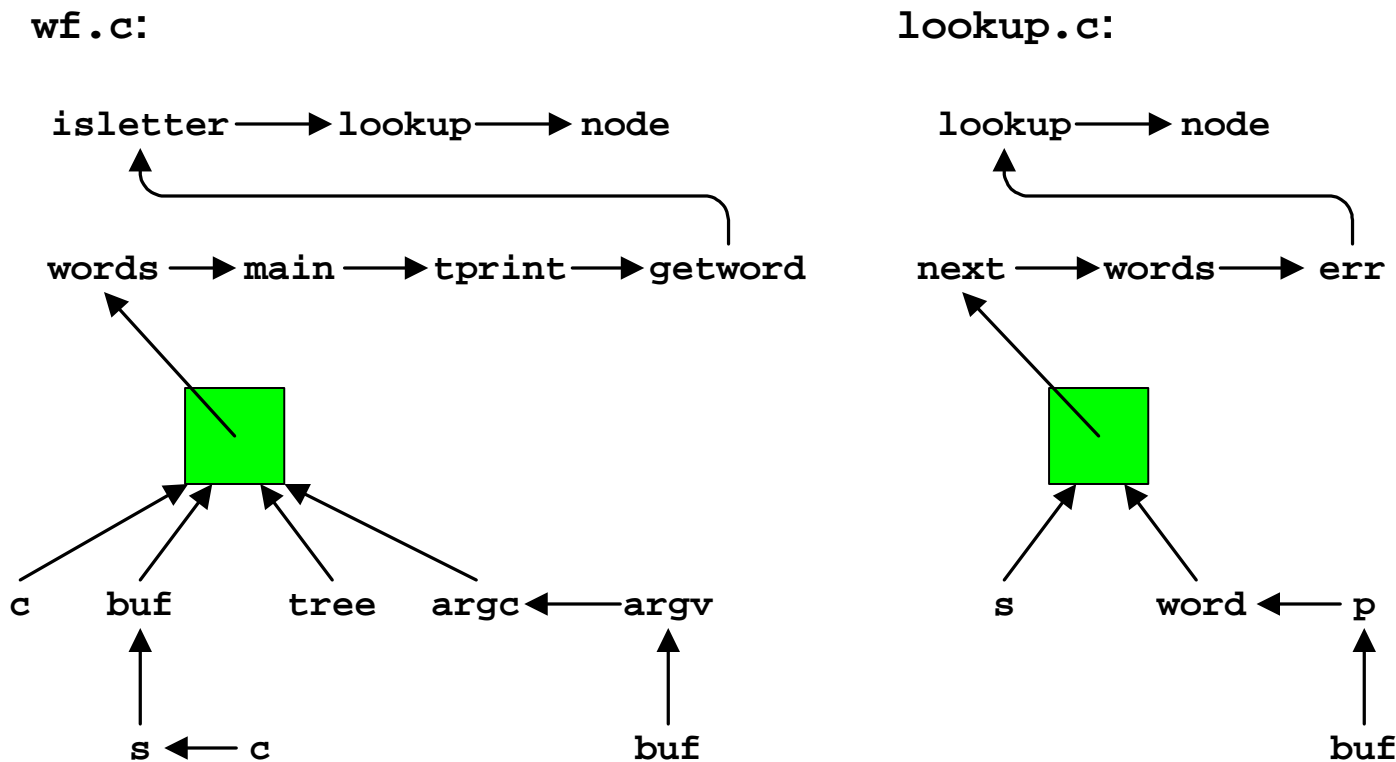 wf.c: lookup.c:
isletter lookup node lookup node
words main tprint getword next words err
c buf tree argc argv s word p
s c buf buf